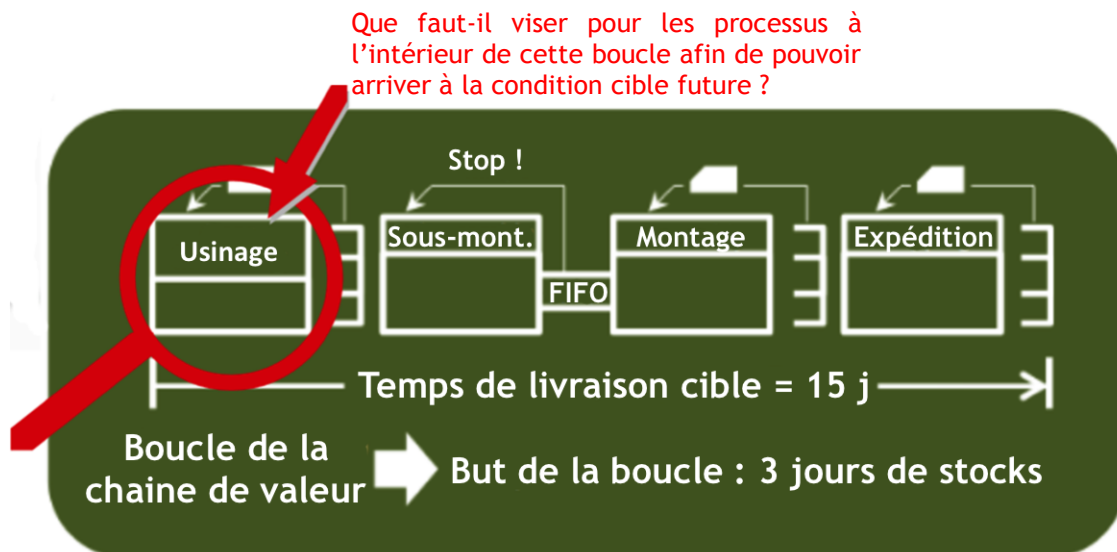 Que faut-il viser pour les processus à
l’intérieur de cette boucle afin de pouvoir
arriver à la condition cible future ?
Stop !
Usinage
Sous-mont.
Montage
Expédition
FIFO
Temps de livraison cible = 15 j
Boucle de la
chaine de valeur
But de la boucle : 3 jours de stocks